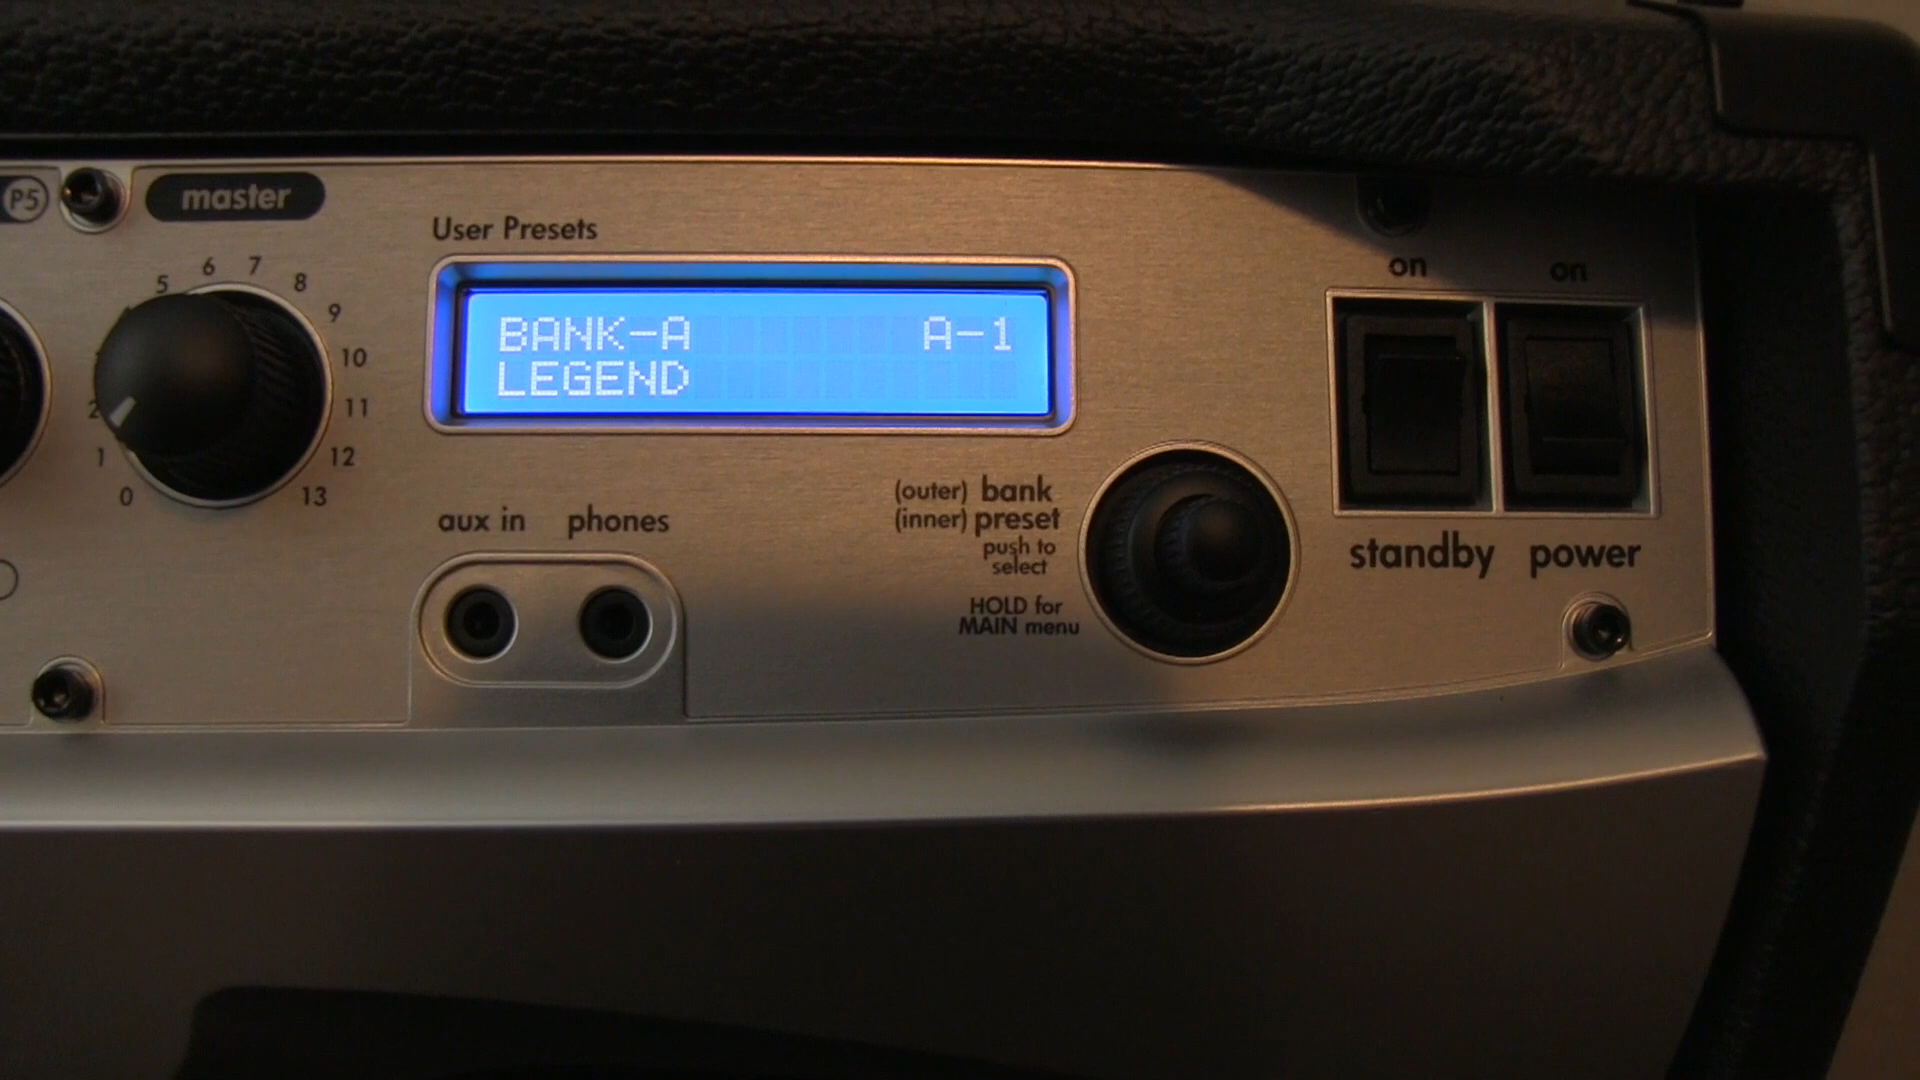 P5
master
User Presets
5 6 7 8
9
10
2 11
1 12
0 13
BANK-A A-1
LEGEND
on on
aux in phones
(outer) bank
(inner) preset
push to
select
HOLD for
MAIN menu
standby power